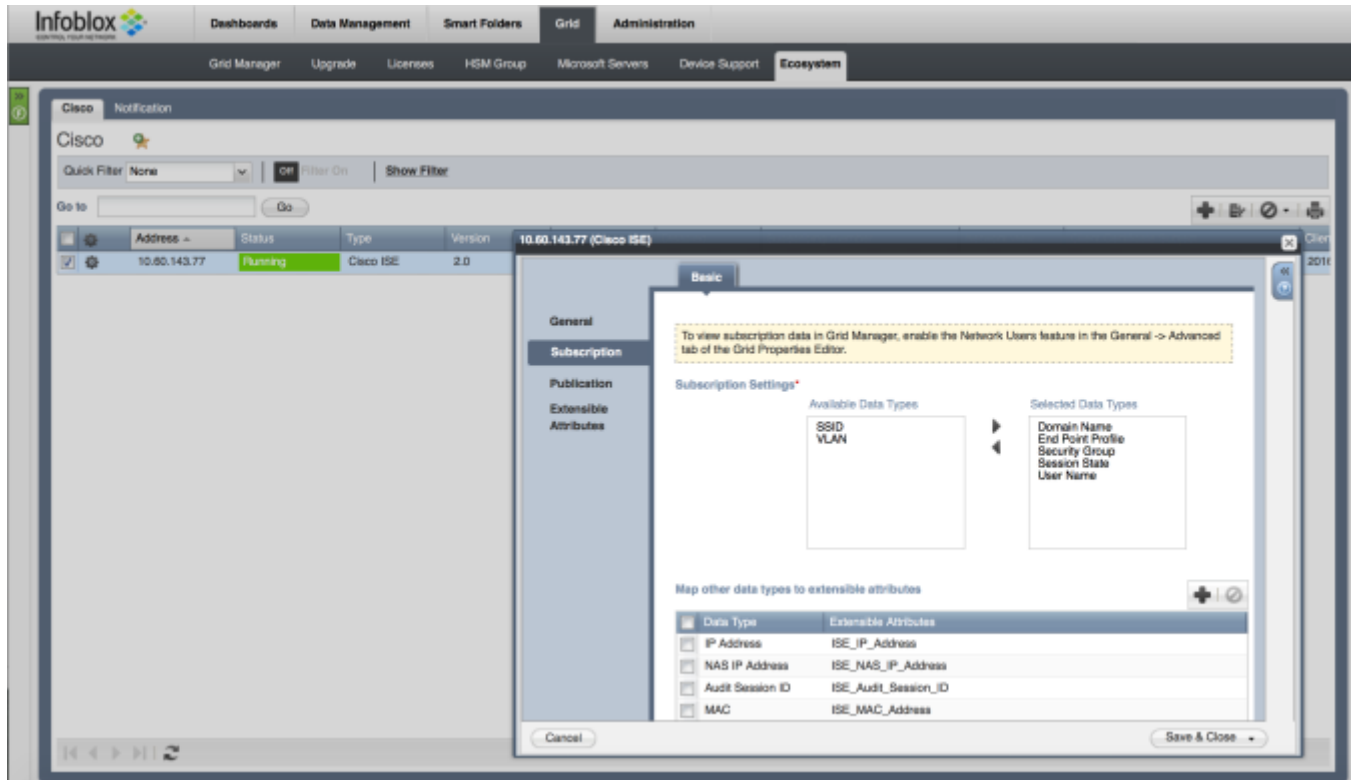 Infoblox
CONTROL YOUR NETWORK
Dashboards Data Management Smart Folders Grid Administration
Grid Manager Upgrade Licenses HSM Group Microsoft Servers Device Support Ecosystem
Cisco Notification
Cisco
Quick Filter None Off Filter On Show Filter
Go to Go
Address Status Type Version
10.60.143.77 Running Cisco ISE 2.0
Clien
2016
10.60.143.77 (Cisco ISE)
Basic
General
Subscription
Publication
Extensible
Attributes
To view subscription data in Grid Manager, enable the Network Users feature in the General -> Advanced
tab of the Grid Properties Editor.
Subscription Settings*
Available Data Types Selected Data Types
SSID
VLAN
Domain Name
End Point Profile
Security Group
Session State
User Name
Map other data types to extensible attributes
Data Type Extensible Attributes
IP Address ISE_IP_Address
NAS IP Address ISE_NAS_IP_Address
Audit Session ID ISE_Audit_Session_ID
MAC ISE_MAC_Address
Cancel Save & Close